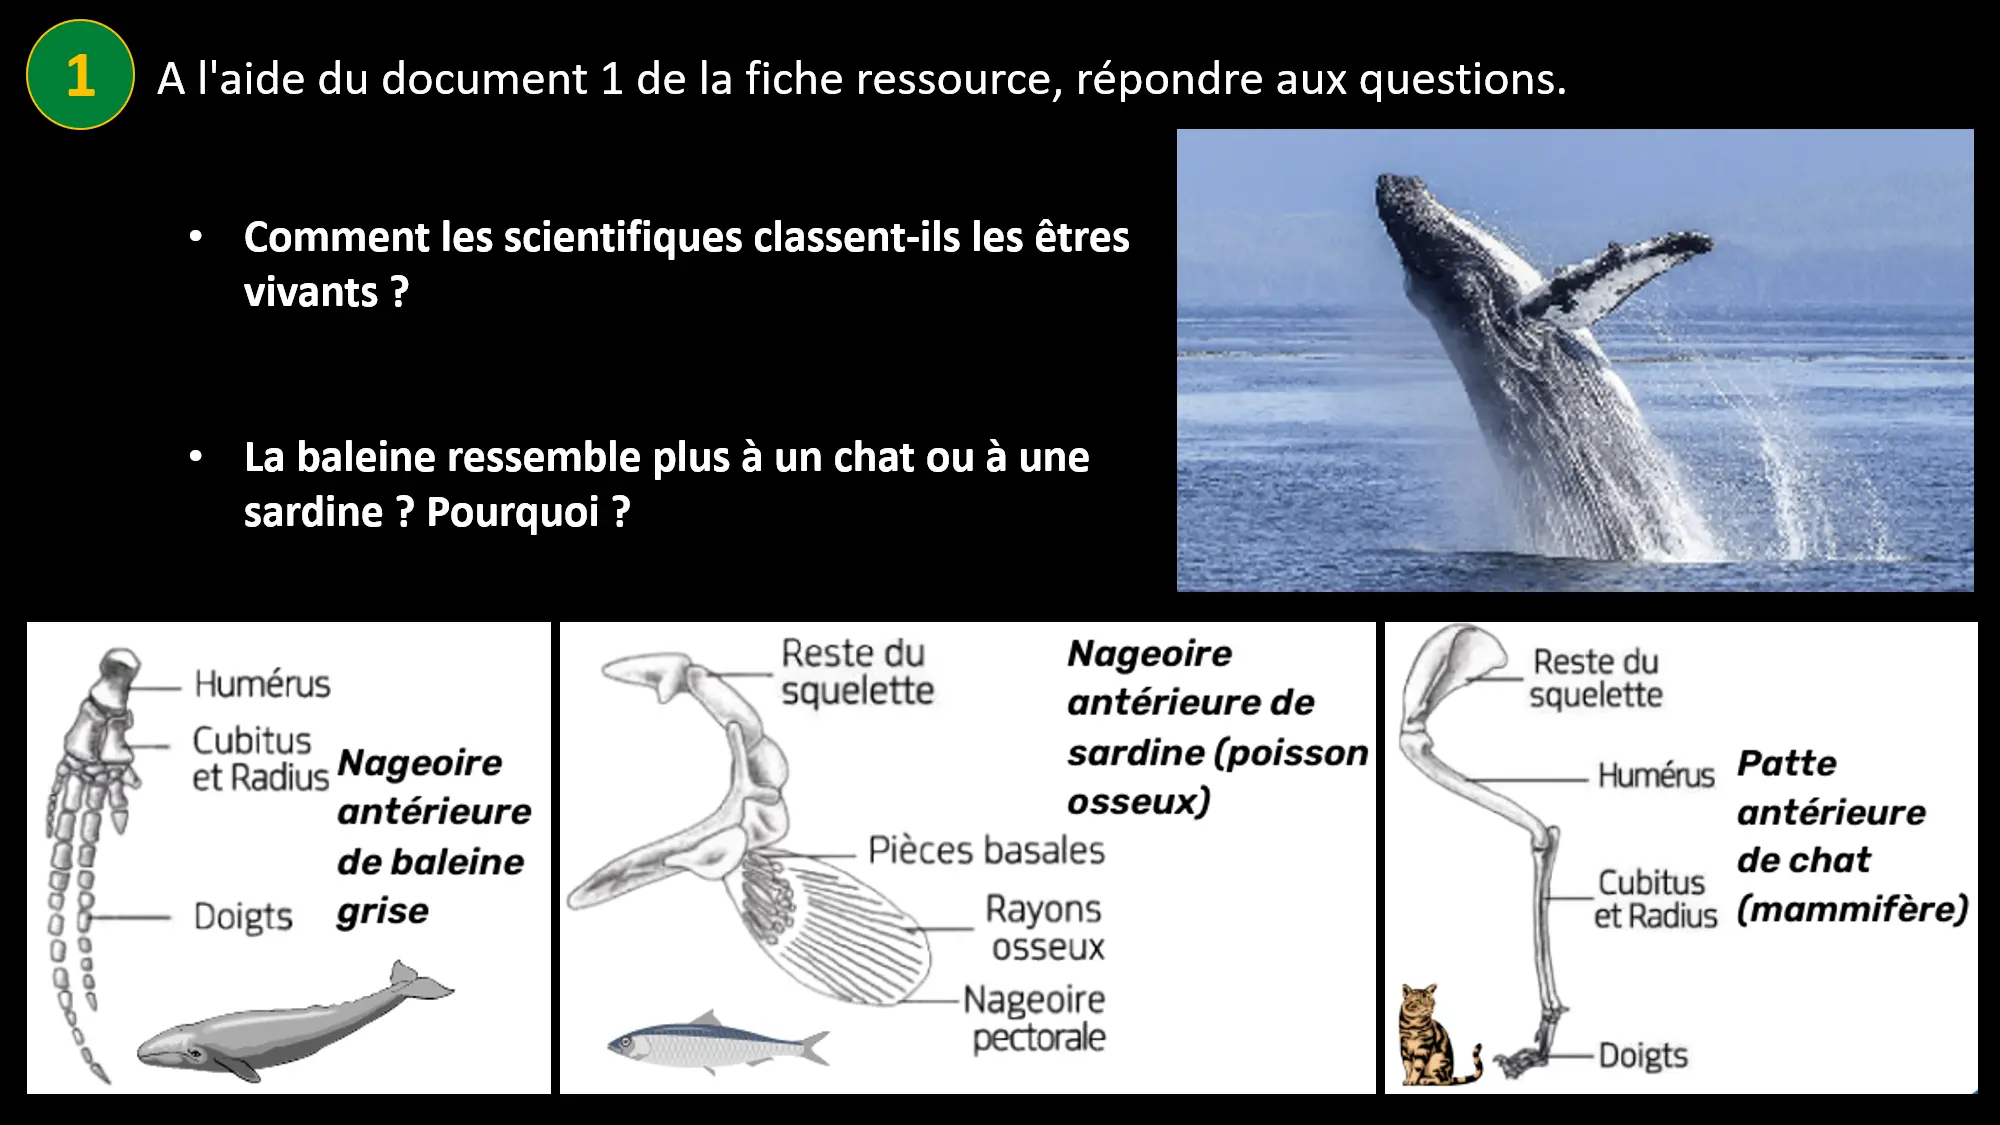 1
A l'aide du document 1 de la fiche ressource, répondre aux questions.
• Comment les scientifiques classent-ils les êtres
vivants ?
• La baleine ressemble plus à un chat ou à une
sardine ? Pourquoi ?
Humérus
Cubitus
et Radius
Doigts
Nageoire
antérieure
de baleine
grise
Reste du
squelette
Nageoire
antérieure de
sardine (poisson
osseux)
Pièces basales
Rayons
osseux
Nageoire
pectorale
Reste du
squelette
Humérus
Cubitus
et Radius
Doigts
Patte
antérieure
de chat
(mammifère)